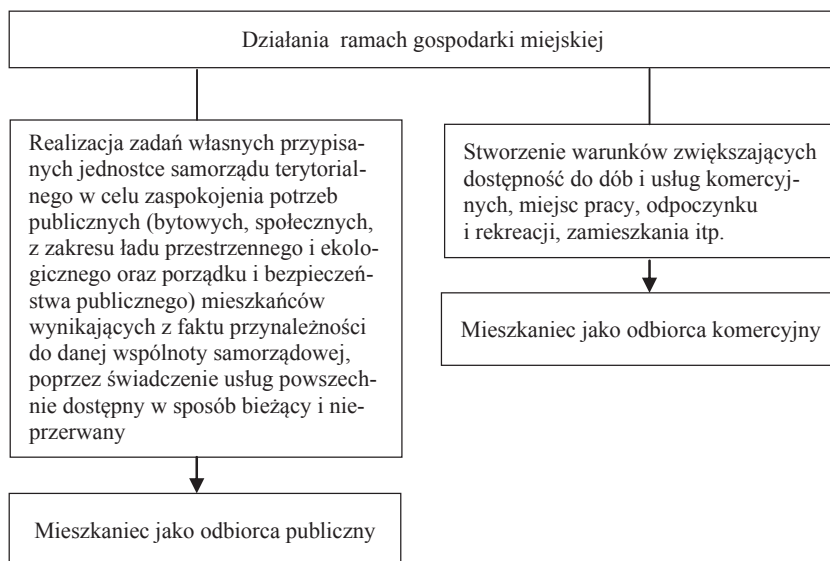 Działania ramach gospodarki miejskiej
Realizacja zadań własnych przypisa-
nych jednostce samorządu terytorial-
nego w celu zaspokojenia potrzeb
publicznych (bytowych, społecznych,
z zakresu ładu przestrzennego i ekolo-
gicznego oraz porządku i bezpieczeń-
stwa publicznego) mieszkańców
wynikających z faktu przynależności
do danej wspólnoty samorządowej,
poprzez świadczenie usług powszech-
nie dostępny w sposób bieżący i nie-
przerwany
Mieszkaniec jako odbiorca publiczny
Stworzenie warunków zwiększających
dostępność do dób i usług komercyj-
nych, miejsc pracy, odpoczynku
i rekreacji, zamieszkania itp.
Mieszkaniec jako odbiorca komercyjny